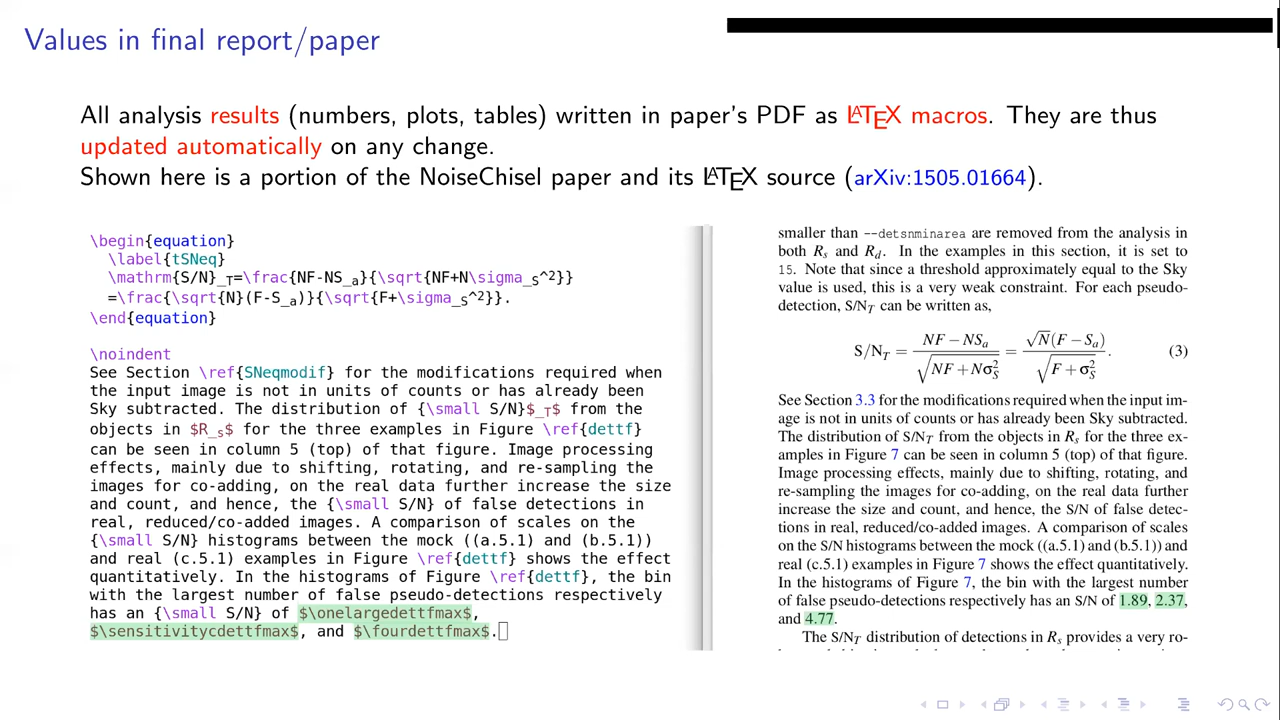 Values in final report/paper
All analysis results (numbers, plots, tables) written in paper's PDF as LATEX macros. They are thus
updated automatically on any change.
Shown here is a portion of the NoiseChisel paper and its LATEX source (arXiv:1505.01664).
\begin{equation}
\label{tSNeq}
\mathrm{S/N}_T=\frac{NF-NS_a}{\sqrt{NF+N\sigma_S^2}}
=\frac{\sqrt{N}(F-S_a)}{\sqrt{F+\sigma_S^2}}.
\end{equation}
\noindent
See Section \ref{SNeqmodif} for the modifications required when
the input image is not in units of counts or has already been
Sky subtracted. The distribution of {\small S/N}$_T$ from the
objects in $R_s$ for the three examples in Figure \ref{dettf}
can be seen in column 5 (top) of that figure. Image processing
effects, mainly due to shifting, rotating, and re-sampling the
images for co-adding, on the real data further increase the size
and count, and hence, the {\small S/N} of false detections in
real, reduced/co-added images. A comparison of scales on the
{\small S/N} histograms between the mock ((a.5.1) and (b.5.1))
and real (c.5.1) examples in Figure \ref{dettf} shows the effect
quantitatively. In the histograms of Figure \ref{dettf}, the bin
with the largest number of false pseudo-detections respectively
has an {\small S/N} of $\onelargedettfmax$,
$\sensitivitycdettfmax$, and $\fourdettfmax$.
smaller than --detsnminarea are removed from the analysis in
both Rs and Rd. In the examples in this section, it is set to
15. Note that since a threshold approximately equal to the Sky
value is used, this is a very weak constraint. For each pseudo-
detection, S/NT can be written as,
S/NT = NF−NSa / √NF+Nσ²S = √N(F−Sa) / √F+σ²S . (3)
See Section 3.3 for the modifications required when the input im-
age is not in units of counts or has already been Sky subtracted.
The distribution of S/NT from the objects in Rs for the three ex-
amples in Figure 7 can be seen in column 5 (top) of that figure.
Image processing effects, mainly due to shifting, rotating, and
re-sampling the images for co-adding, on the real data further
increase the size and count, and hence, the S/N of false detec-
tions in real, reduced/co-added images. A comparison of scales
on the S/N histograms between the mock ((a.5.1) and (b.5.1)) and
real (c.5.1) examples in Figure 7 shows the effect quantitatively.
In the histograms of Figure 7, the bin with the largest number
of false pseudo-detections respectively has an S/N of 1.89, 2.37,
and 4.77.
The S/NT distribution of detections in Rs provides a very ro-